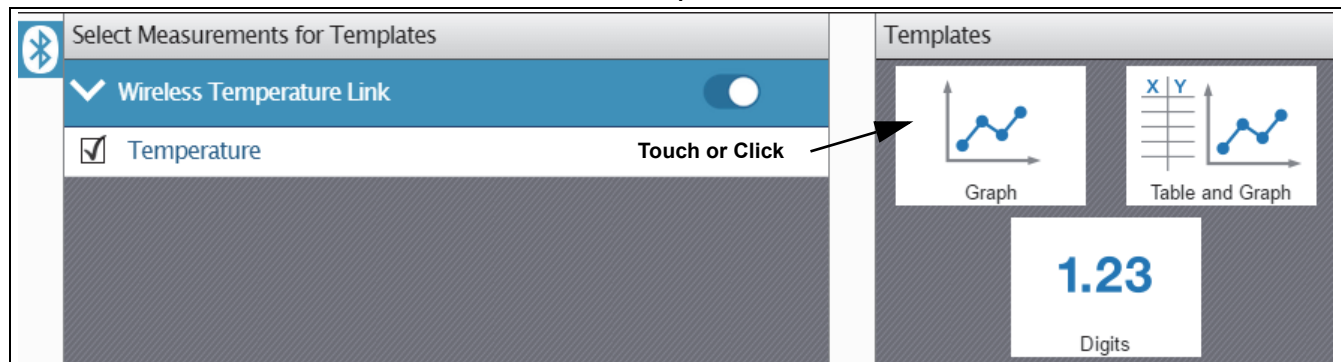 Select Measurements for Templates
Wireless Temperature Link
Temperature
Touch or Click
Templates
Graph
X Y
Table and Graph
1.23
Digits